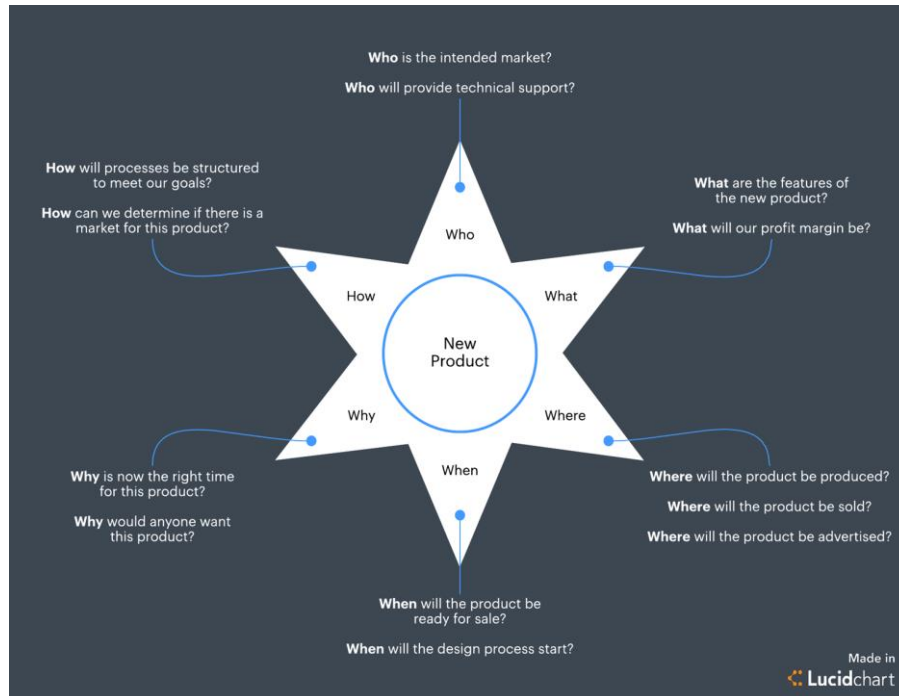 Who is the intended market?
Who will provide technical support?
How will processes be structured
to meet our goals?
How can we determine if there is a
market for this product?
What are the features of
the new product?
What will our profit margin be?
Who
How
What
New
Product
Why
Where
When
Why is now the right time
for this product?
Why would anyone want
this product?
Where will the product be produced?
Where will the product be sold?
Where will the product be advertised?
When will the product be
ready for sale?
When will the design process start?
Made in
Lucidchart